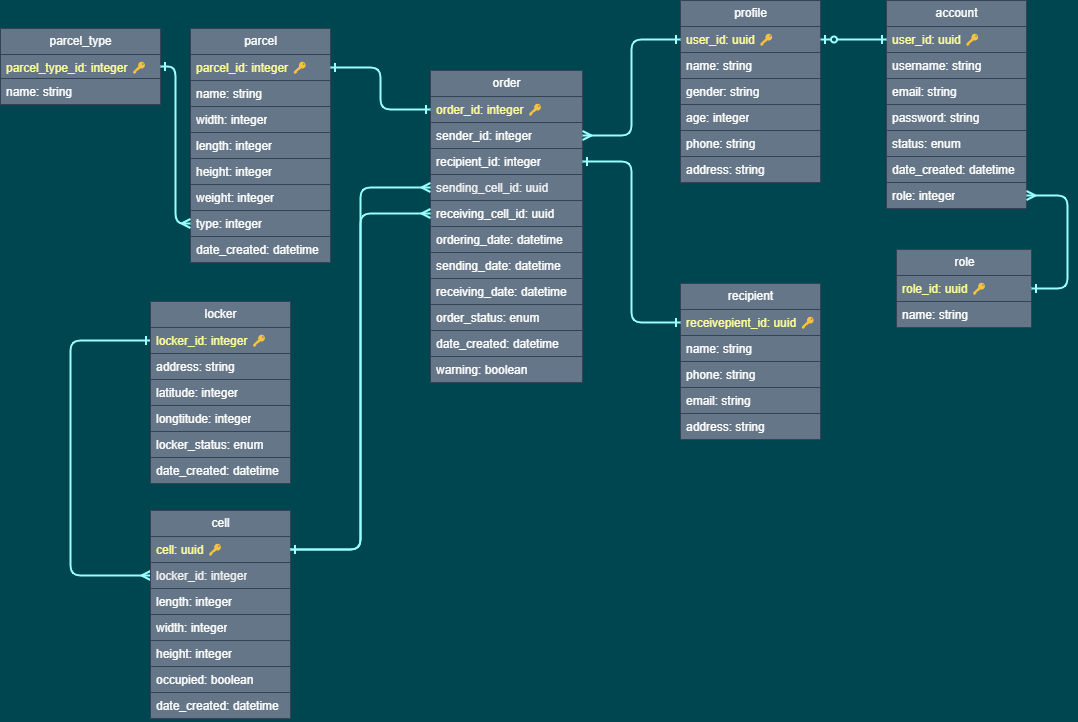 parcel_type
parcel_type_id: integer
name: string
parcel
parcel_id: integer
name: string
width: integer
length: integer
height: integer
weight: integer
type: integer
date_created: datetime
order
order_id: integer
sender_id: integer
recipient_id: integer
sending_cell_id: uuid
receiving_cell_id: uuid
ordering_date: datetime
sending_date: datetime
receiving_date: datetime
order_status: enum
date_created: datetime
warning: boolean
profile
user_id: uuid
name: string
gender: string
age: integer
phone: string
address: string
account
user_id: uuid
username: string
email: string
password: string
status: enum
date_created: datetime
role: integer
role
role_id: uuid
name: string
recipient
receivepient_id: uuid
name: string
phone: string
email: string
address: string
locker
locker_id: integer
address: string
latitude: integer
longtitude: integer
locker_status: enum
date_created: datetime
cell
cell: uuid
locker_id: integer
length: integer
width: integer
height: integer
occupied: boolean
date_created: datetime